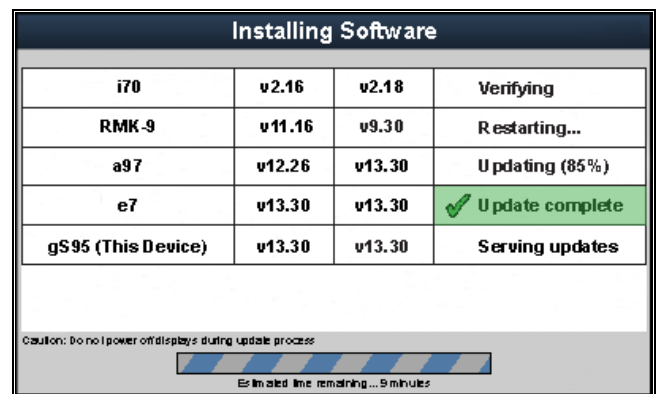 Installing Software
i70 v2.16 v2.18 Verifying
RMK-9 v11.16 v9.30 Restarting...
a97 v12.26 v13.30 Updating (85%)
e7 v13.30 v13.30 Update complete
gS95 (This Device) v13.30 v13.30 Serving updates
Caution: Do not power off displays during update process
Estimated time remaining... 9 minutes